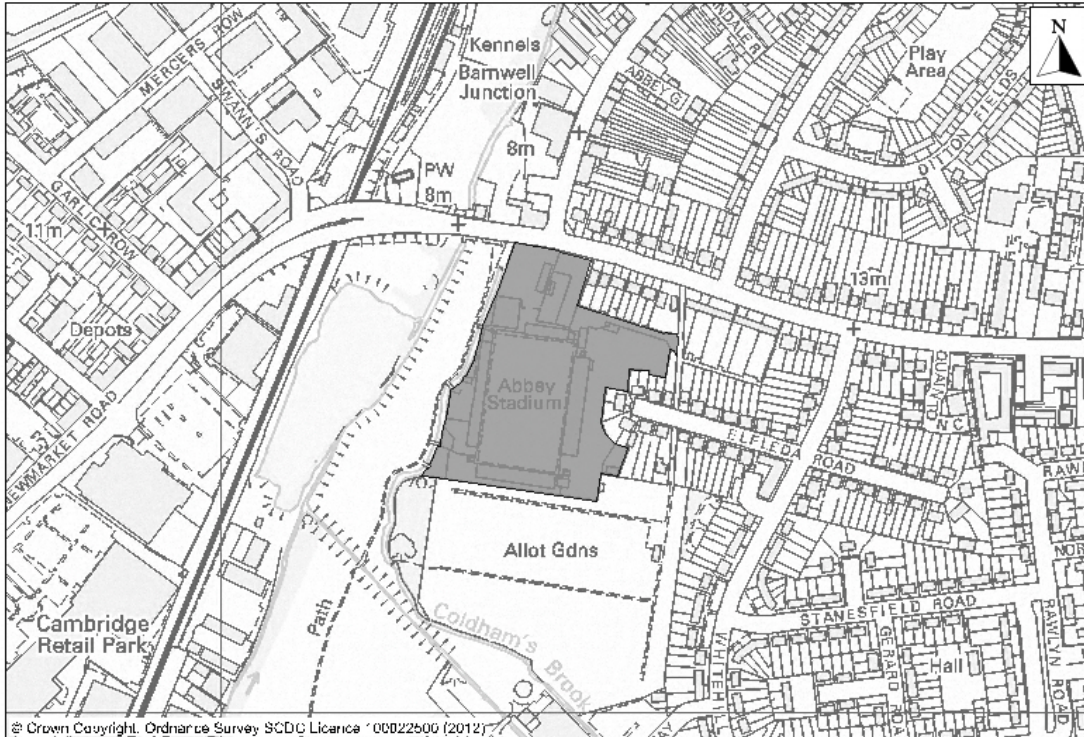 N
Kennels
Barnwell
Junction
Play
Area
MERCERS ROW
SWANN'S
ROAD
ABBEY G.
DITTON FIELDS
8m
PW
8m
GARLIC ROW
11m
13m
Depots
NEWMARKET ROAD
Abbey
Stadium
ELFLEDA ROAD
Allot Gdns
Path
Coldham's Brook
Cambridge
Retail Park
STANESFIELD ROAD
GERARD ROA
Hall
RAWLYN ROAD
WHITEHILL
© Crown Copyright. Ordnance Survey SCDC Licence 100022500 (2012)